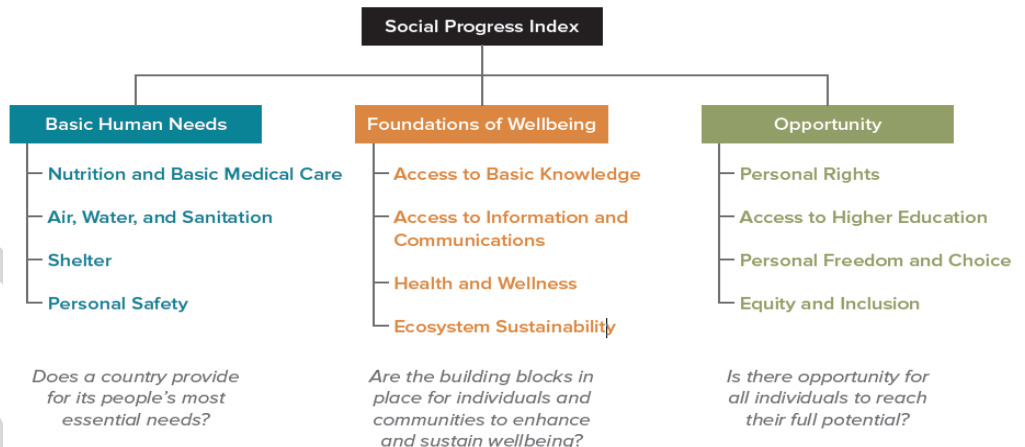 Social Progress Index
Basic Human Needs
Nutrition and Basic Medical Care
Air, Water, and Sanitation
Shelter
Personal Safety
Does a country provide
for its people's most
essential needs?
Foundations of Wellbeing
Access to Basic Knowledge
Access to Information and
Communications
Health and Wellness
Ecosystem Sustainability
Are the building blocks in
place for individuals and
communities to enhance
and sustain wellbeing?
Opportunity
Personal Rights
Access to Higher Education
Personal Freedom and Choice
Equity and Inclusion
Is there opportunity for
all individuals to reach
their full potential?